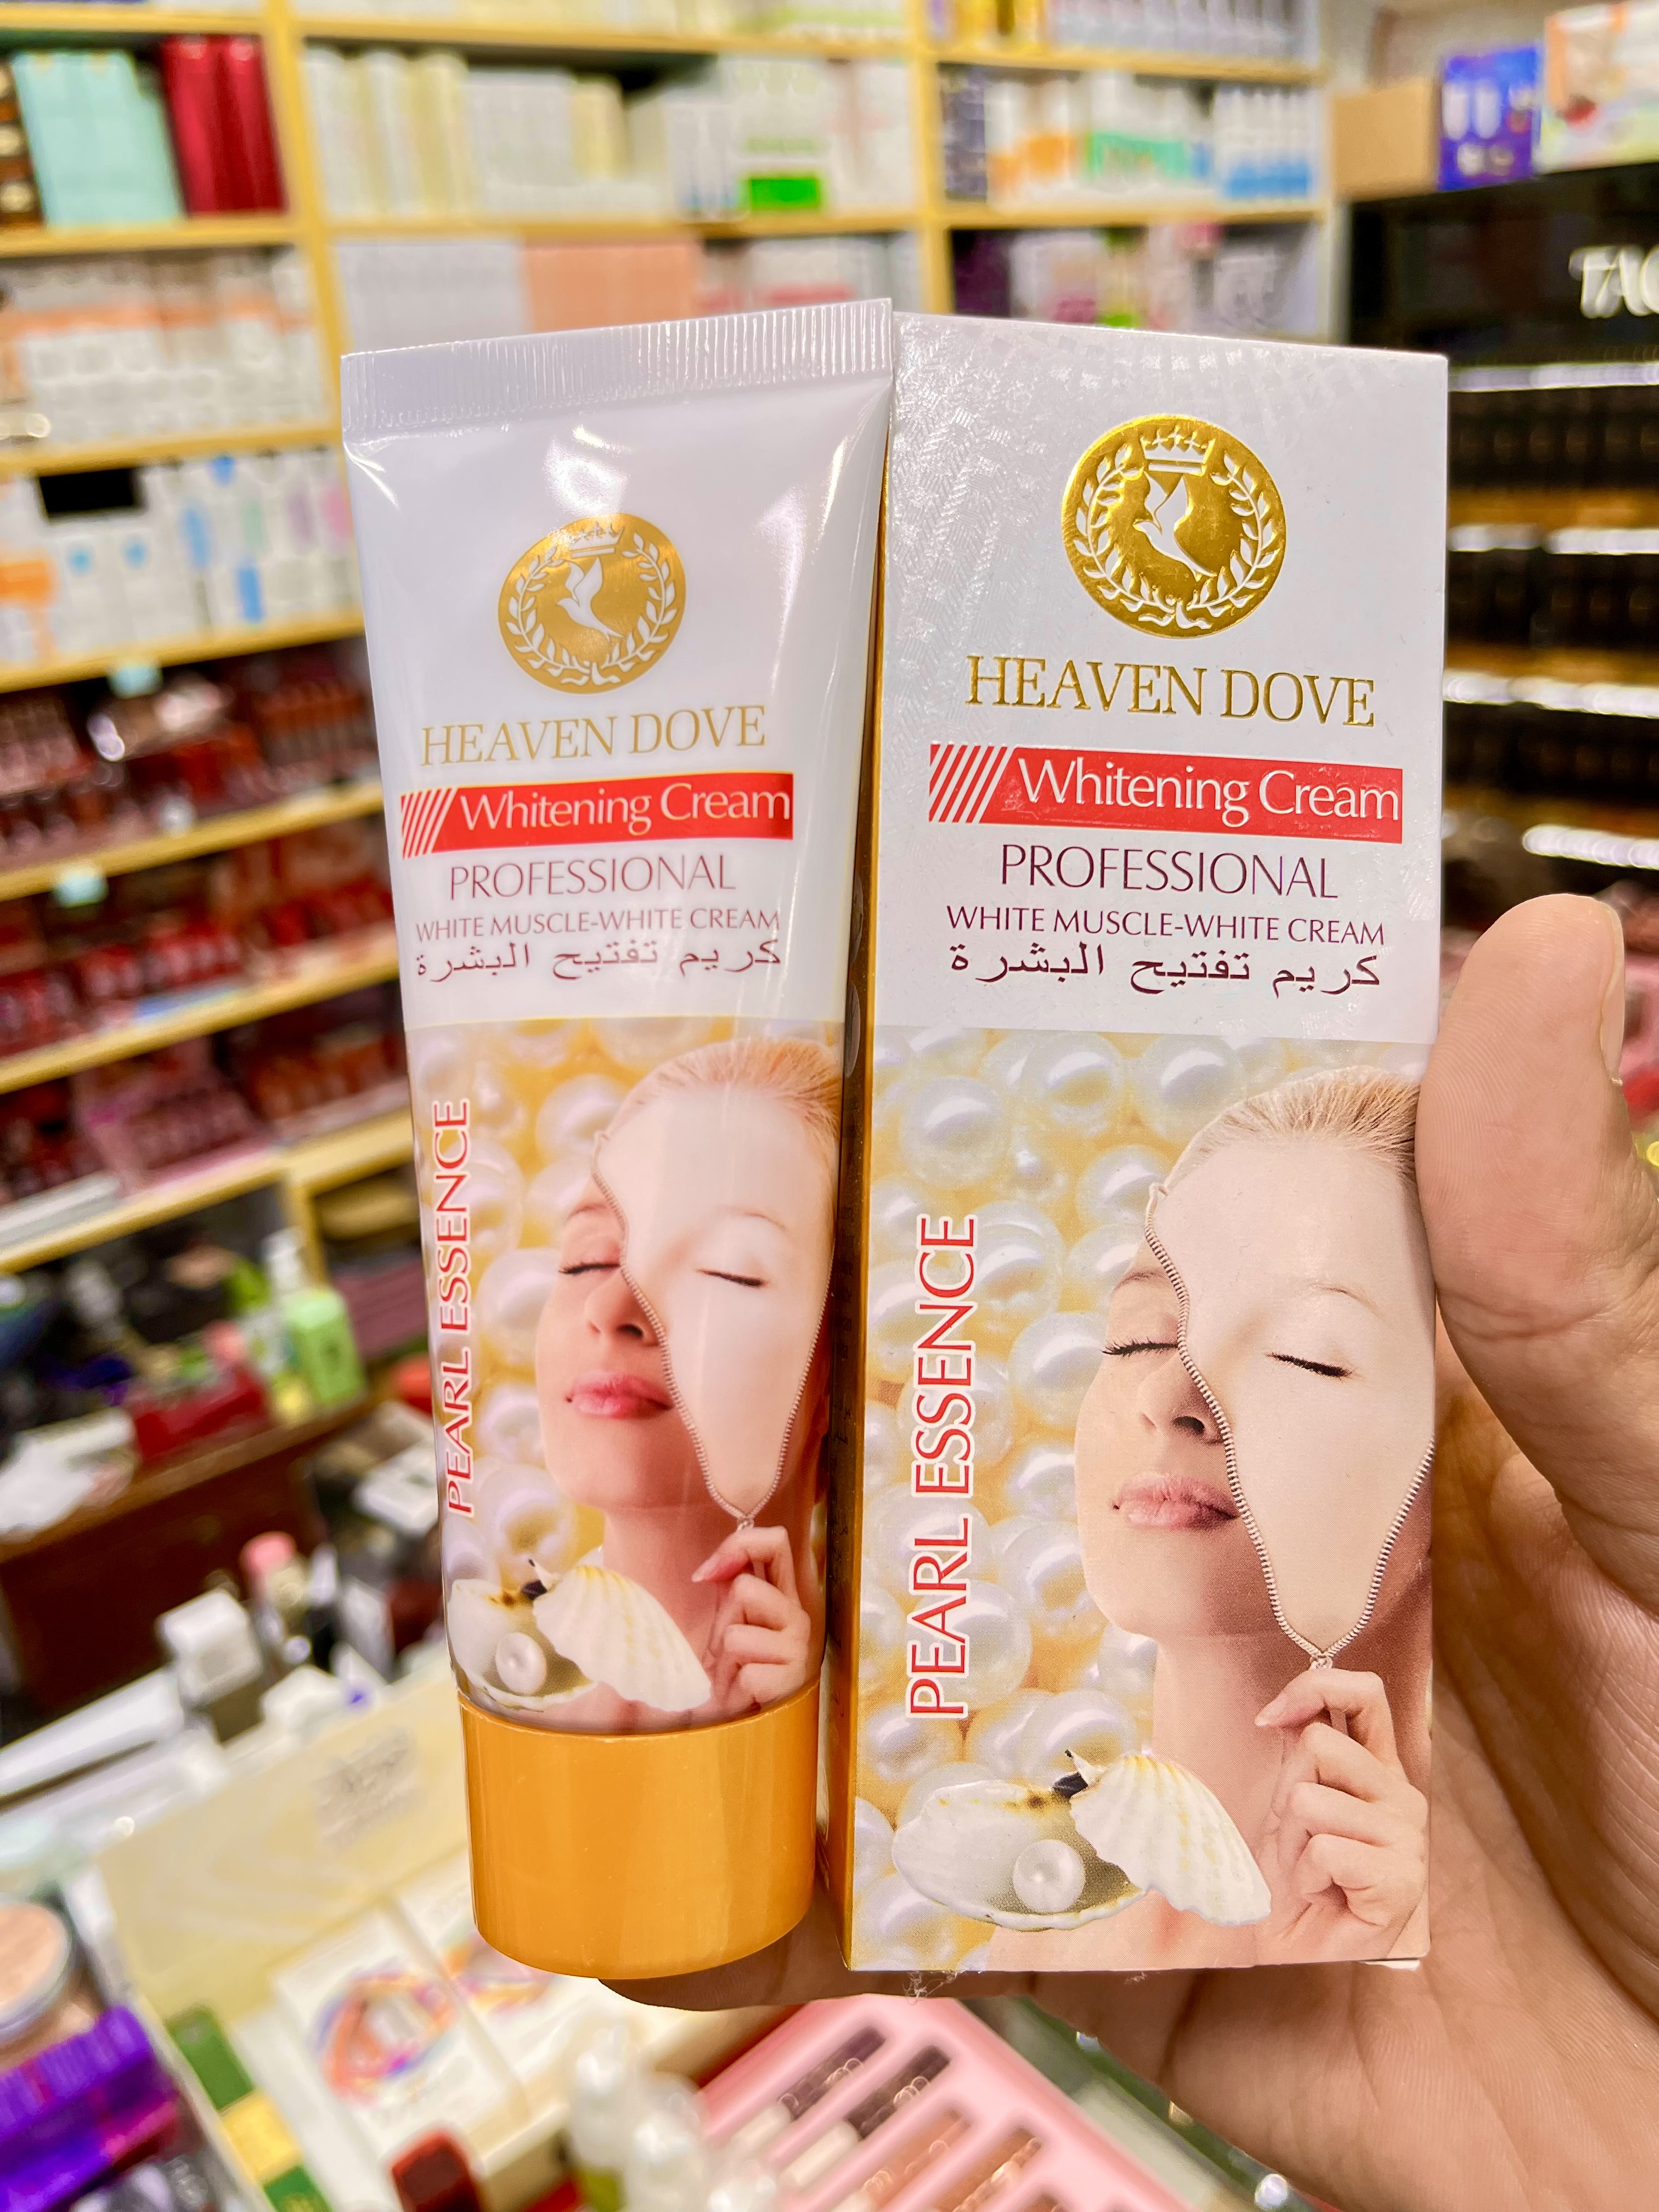 HEAVEN DOVE
Whitening Cream
PROFESSIONAL
WHITE MUSCLE-WHITE CREAM
كريم تفتيح البشرة
PEARL ESSENCE
HEAVEN DOVE
Whitening Cream
PROFESSIONAL
WHITE MUSCLE-WHITE CREAM
كريم تفتيح البشرة
PEARL ESSENCE